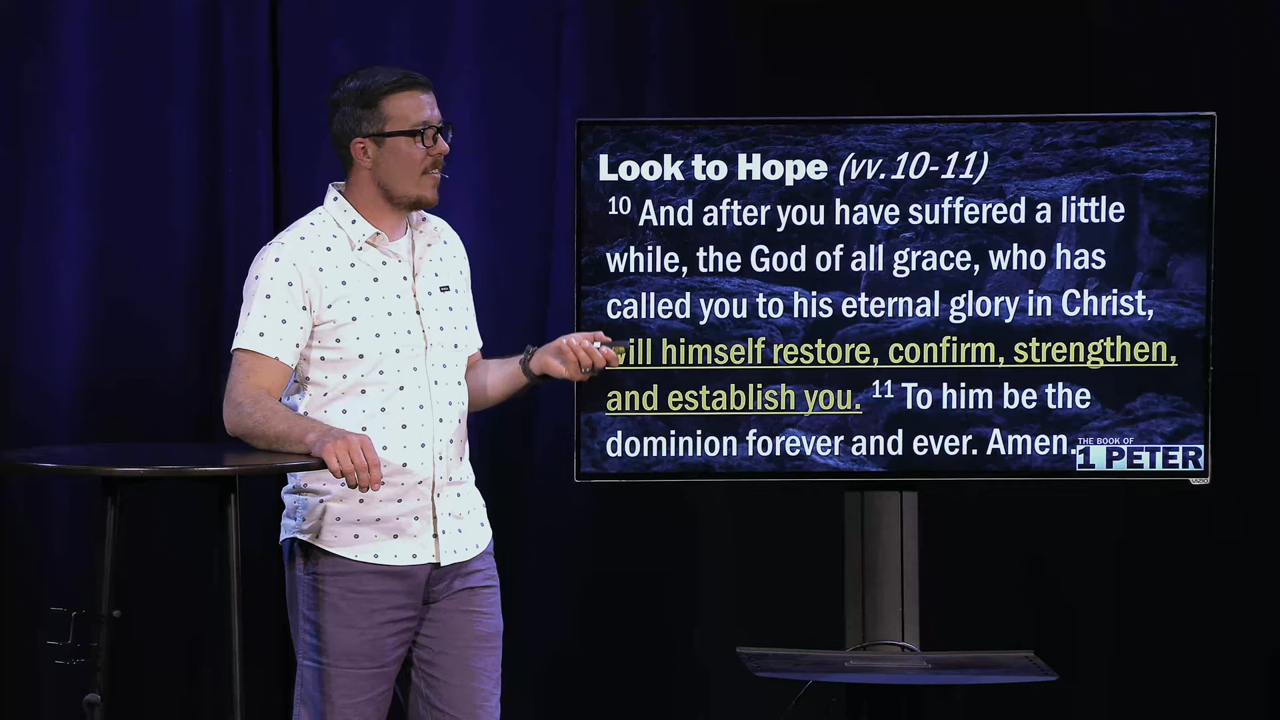 Look to Hope (vv.10-11)
10 And after you have suffered a little
while, the God of all grace, who has
called you to his eternal glory in Christ,
will himself restore, confirm, strengthen,
and establish you. 11 To him be the
dominion forever and ever. Amen.
THE BOOK OF
1 PETER